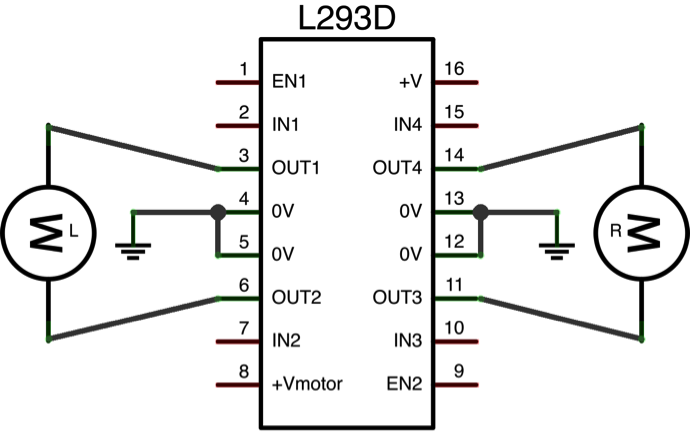 L293D
1 EN1 +V 16
2 IN1 IN4 15
3 OUT1 OUT4 14
4 0V 0V 13
5 0V 0V 12
6 OUT2 OUT3 11
7 IN2 IN3 10
8 +Vmotor EN2 9
M L
R M